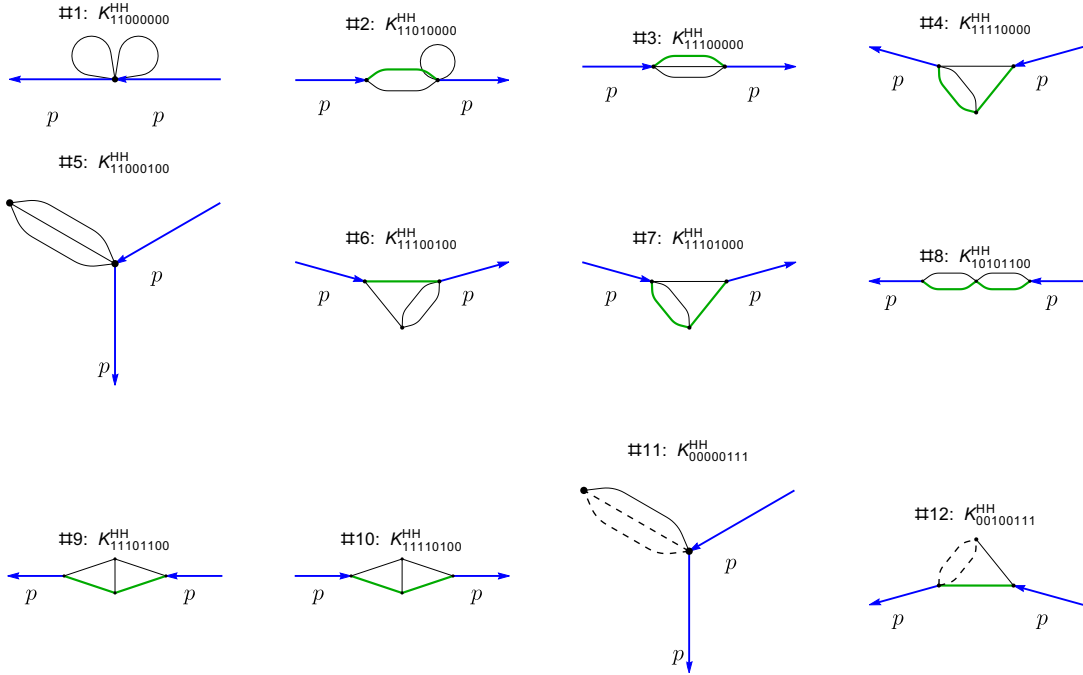 #1: K^HH_11000000
p p
#2: K^HH_11010000
p p
#3: K^HH_11100000
p p
#4: K^HH_11110000
p p
#5: K^HH_11000100
p
p
#6: K^HH_11100100
p p
#7: K^HH_11101000
p p
#8: K^HH_10101100
p p
#9: K^HH_11101100
p p
#10: K^HH_11110100
p p
#11: K^HH_00000111
p
p
#12: K^HH_00100111
p p